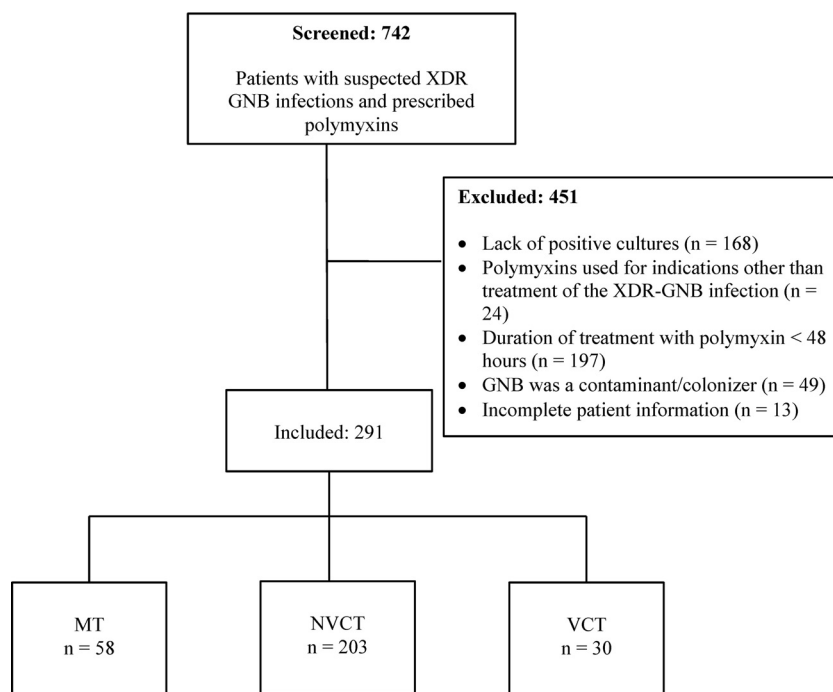 Screened: 742
Patients with suspected XDR
GNB infections and prescribed
polymyxins
Excluded: 451
• Lack of positive cultures (n = 168)
• Polymyxins used for indications other than
treatment of the XDR-GNB infection (n =
24)
• Duration of treatment with polymyxin < 48
hours (n = 197)
• GNB was a contaminant/colonizer (n = 49)
• Incomplete patient information (n = 13)
Included: 291
MT
n = 58
NVCT
n = 203
VCT
n = 30